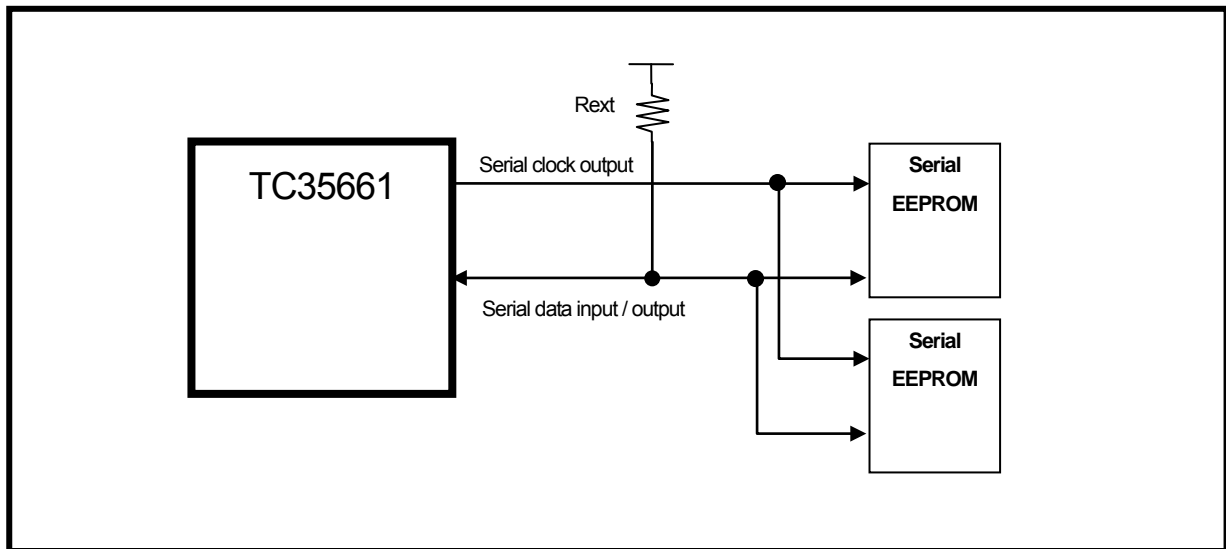 Rext
Serial clock output
TC35661
Serial
EEPROM
Serial data input / output
Serial
EEPROM